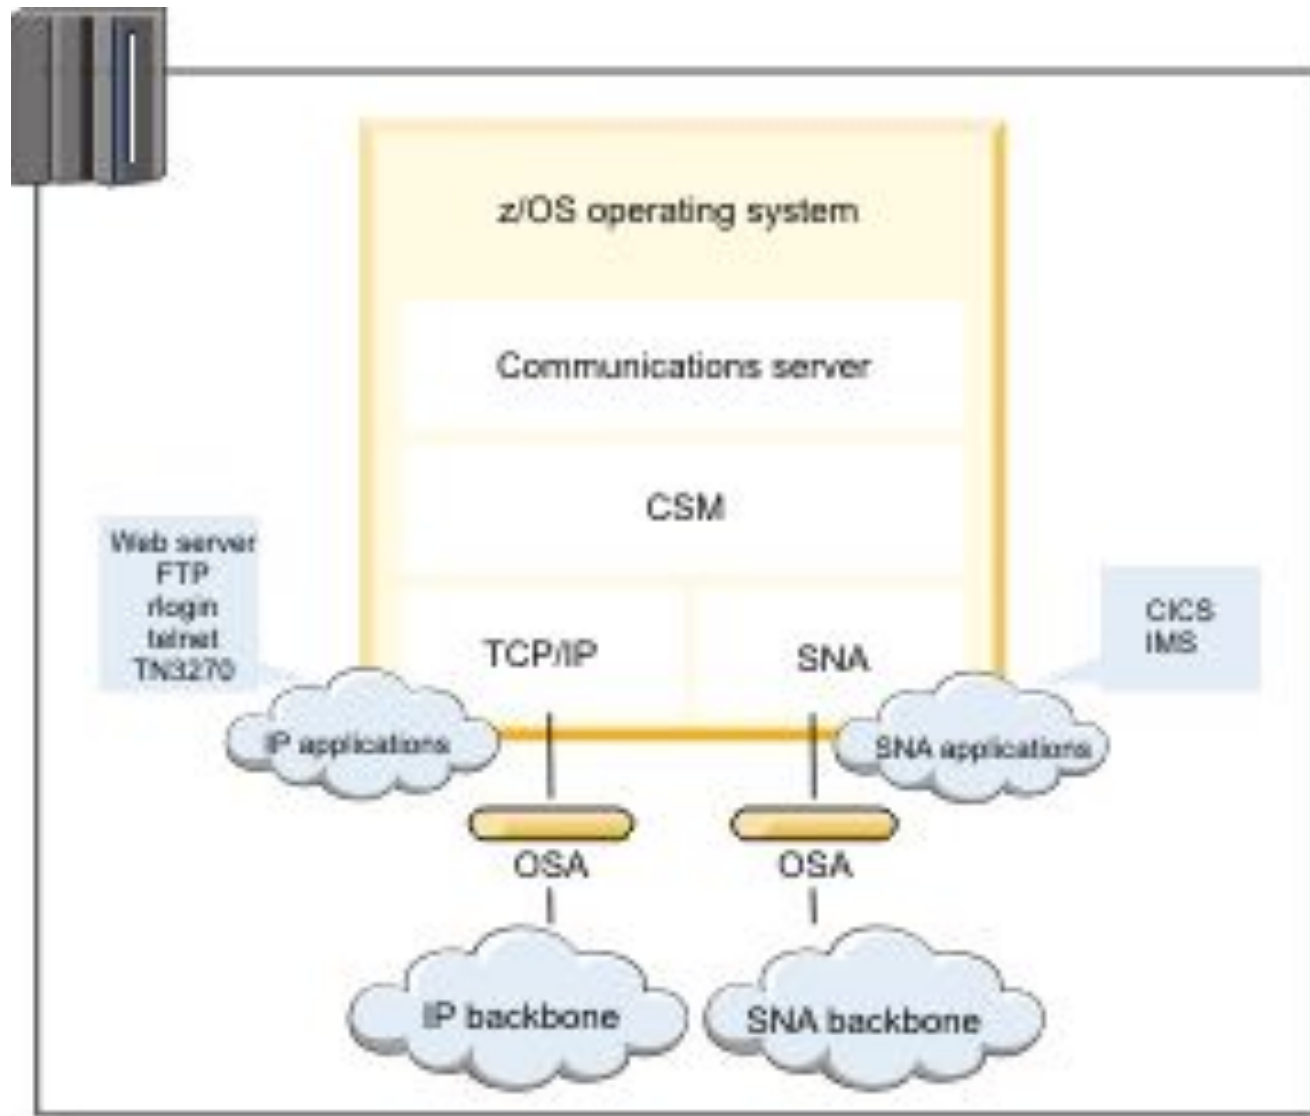 z/OS operating system
Communications server
CSM
Web server
FTP
rlogin
telnet
TN3270
CICS
IMS
TCP/IP
SNA
IP applications
SNA applications
OSA
OSA
IP backbone
SNA backbone